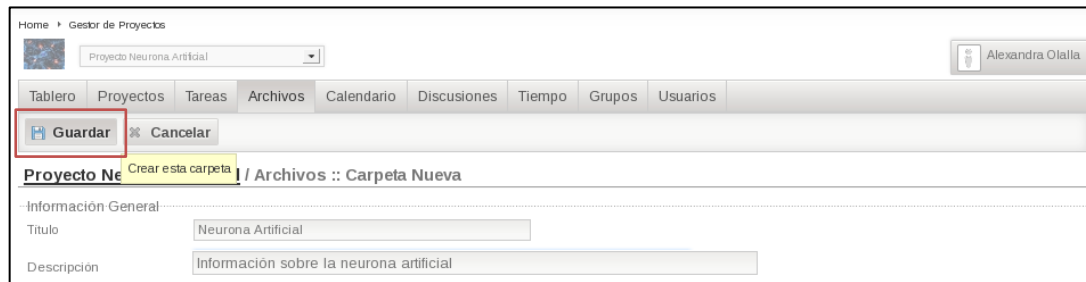 Home Gestor de Proyectos
Proyecto Neurona Artificial
Alexandra Olalla
Tablero Proyectos Tareas Archivos Calendario Discusiones Tiempo Grupos Usuarios
Guardar Cancelar
Crear esta carpeta
Proyecto / Archivos :: Carpeta Nueva
Información General
Titulo Neurona Artificial
Descripción Información sobre la neurona artificial